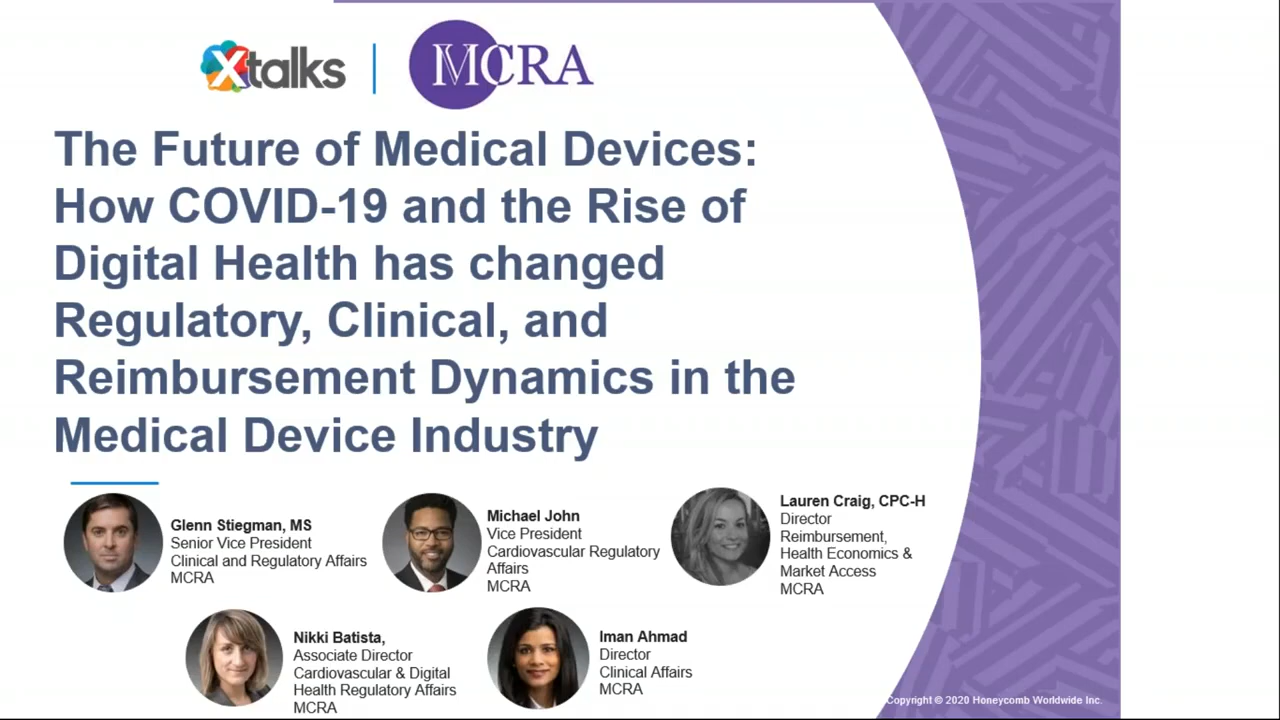 Xtalks
MCRA
The Future of Medical Devices:
How COVID-19 and the Rise of
Digital Health has changed
Regulatory, Clinical, and
Reimbursement Dynamics in the
Medical Device Industry
Glenn Stiegman, MS
Senior Vice President
Clinical and Regulatory Affairs
MCRA
Michael John
Vice President
Cardiovascular Regulatory
Affairs
MCRA
Lauren Craig, CPC-H
Director
Reimbursement,
Health Economics &
Market Access
MCRA
Nikki Batista,
Associate Director
Cardiovascular & Digital
Health Regulatory Affairs
MCRA
Iman Ahmad
Director
Clinical Affairs
MCRA
Copyright © 2020 Honeycomb Worldwide Inc.